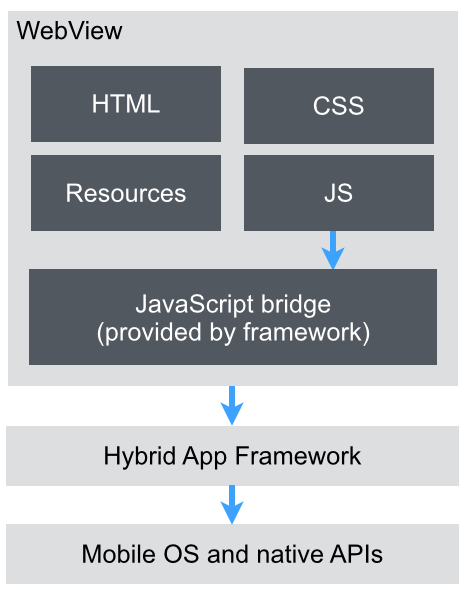 WebView
HTML
CSS
Resources
JS
JavaScript bridge
(provided by framework)
Hybrid App Framework
Mobile OS and native APIs